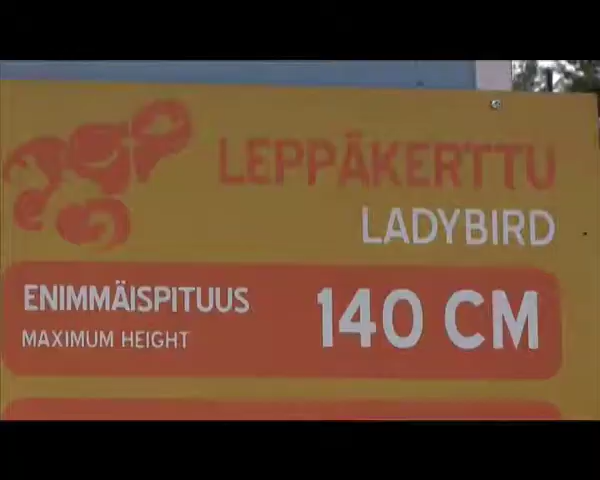 LEPPÄKERTTU
LADYBIRD
ENIMMÄISPITUUS
MAXIMUM HEIGHT
140 CM